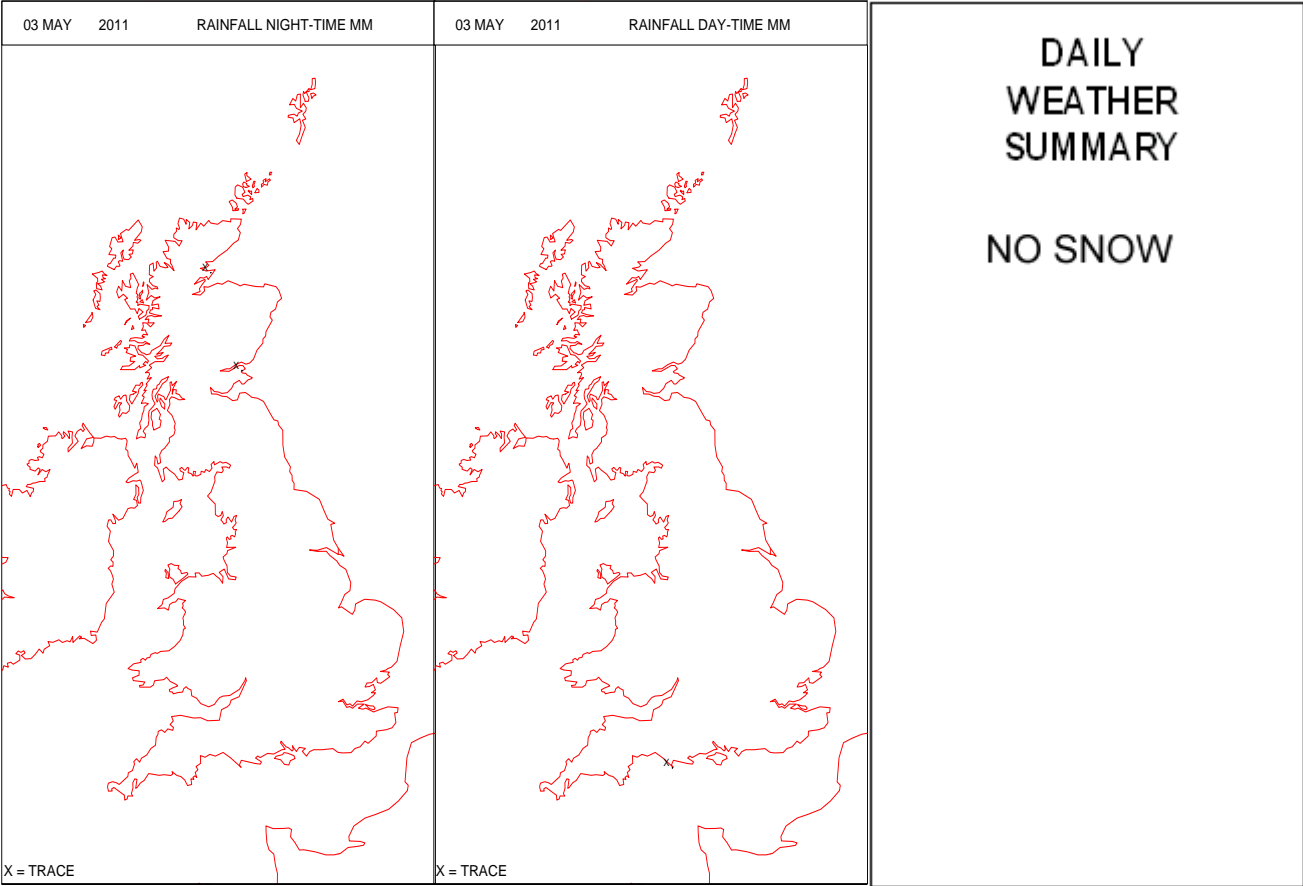 03 MAY 2011 RAINFALL NIGHT-TIME MM
X
X
X = TRACE
03 MAY 2011 RAINFALL DAY-TIME MM
X
X = TRACE
DAILY
WEATHER
SUMMARY
NO SNOW